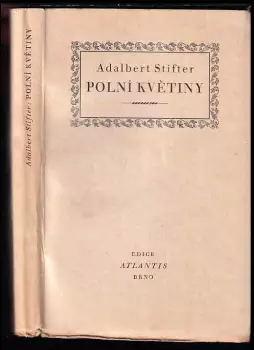 Adalbert Stifter: POLNÍ KVĚTINY
Adalbert Stifter
POLNÍ KVĚTINY
EDICE
ATLANTIS
BRNO